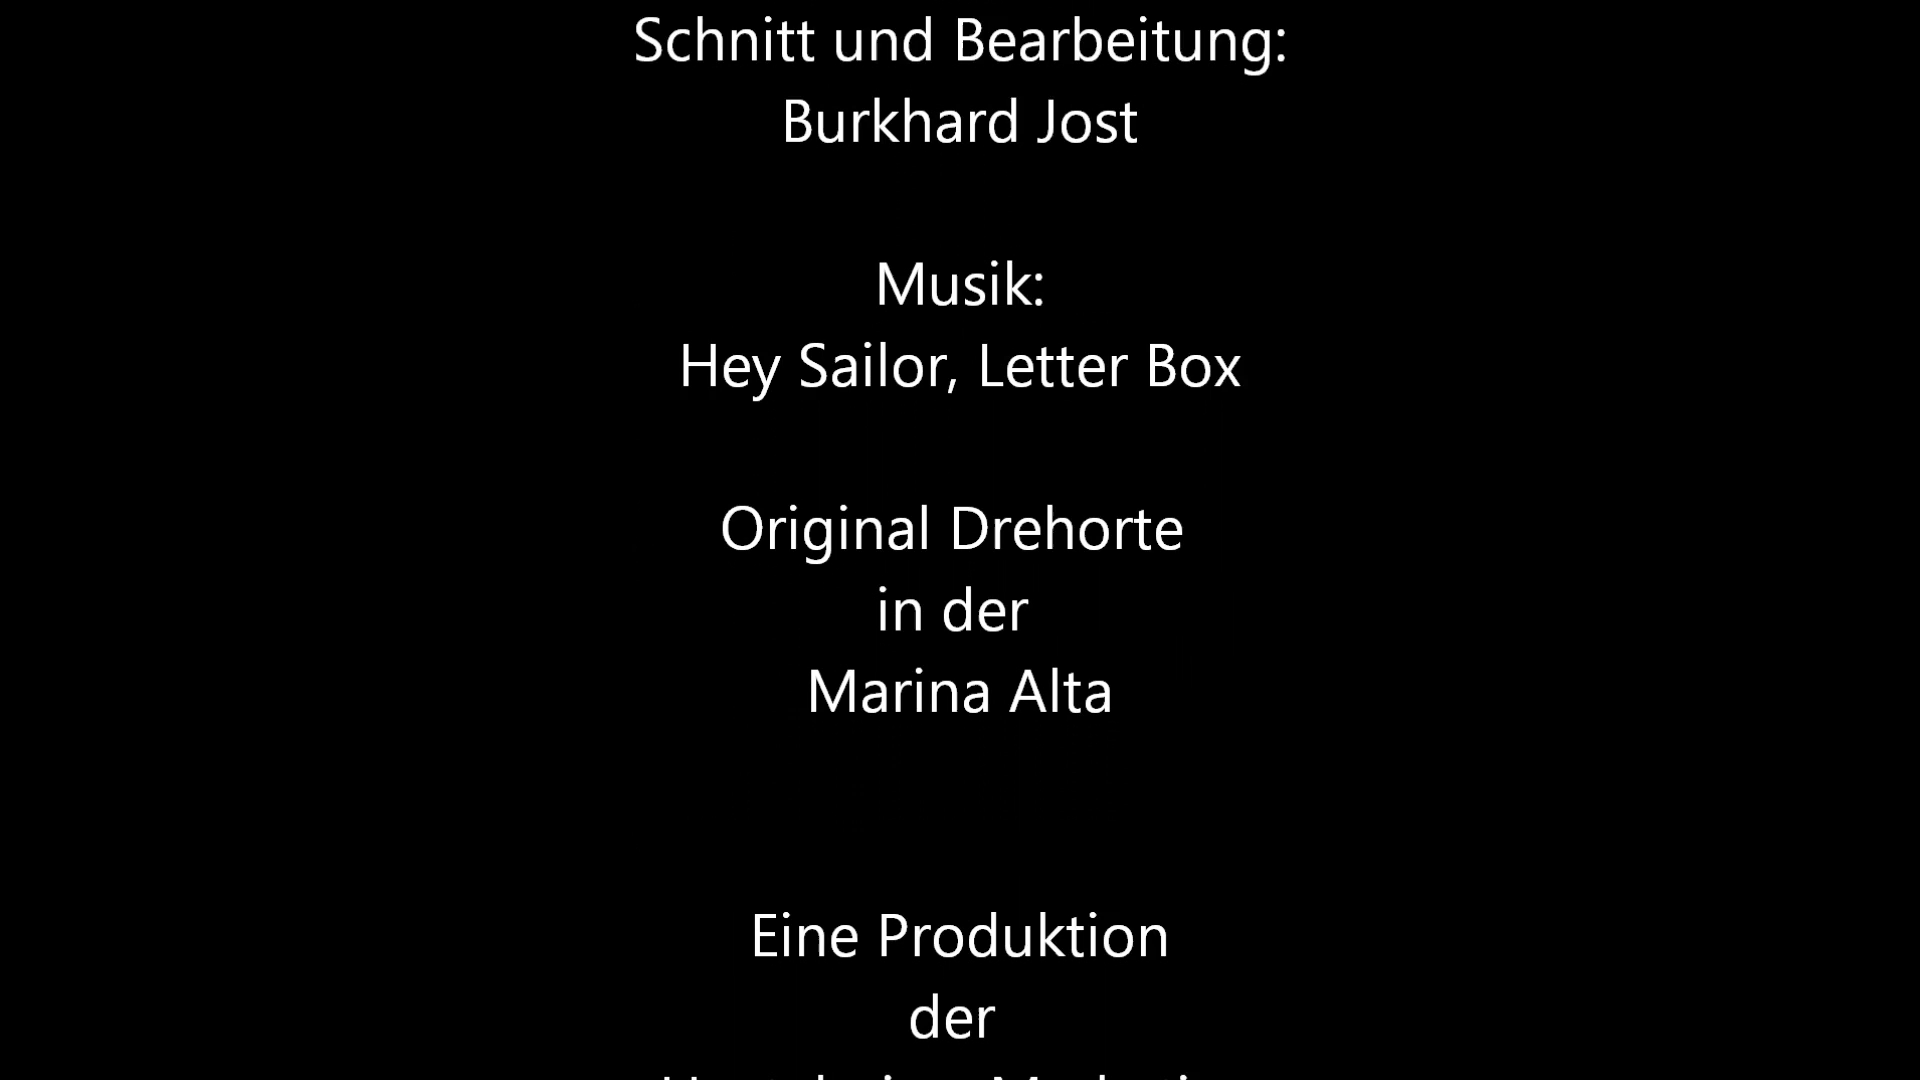 Schnitt und Bearbeitung:
Burkhard Jost
Musik:
Hey Sailor, Letter Box
Original Drehorte
in der
Marina Alta
Eine Produktion
der